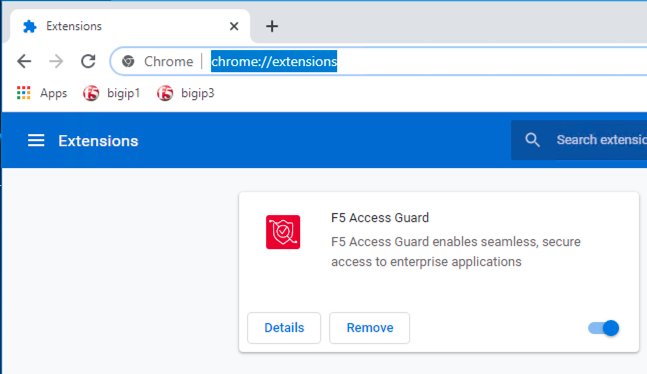 Extensions
Chrome | chrome://extensions
Apps bigip1 bigip3
Extensions
Search extensio
F5 Access Guard
F5 Access Guard enables seamless, secure
access to enterprise applications
Details Remove